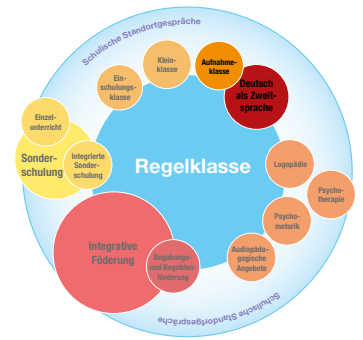 Schulische Standortgespräche
Klein-
klasse
Aufnahme-
klasse
Ein-
schulungs-
klasse
Deutsch
als Zweit-
sprache
Einzel-
unterricht
Sonder-
schulung
Integrierte
Sonder-
schulung
Regelklasse
Logopädie
Psycho-
therapie
Psycho-
motorik
Integrative
Föderung
Begabungs-
und Begabten-
förderung
Audiopäda-
gogische
Angebote
Schulische Standortgespräche